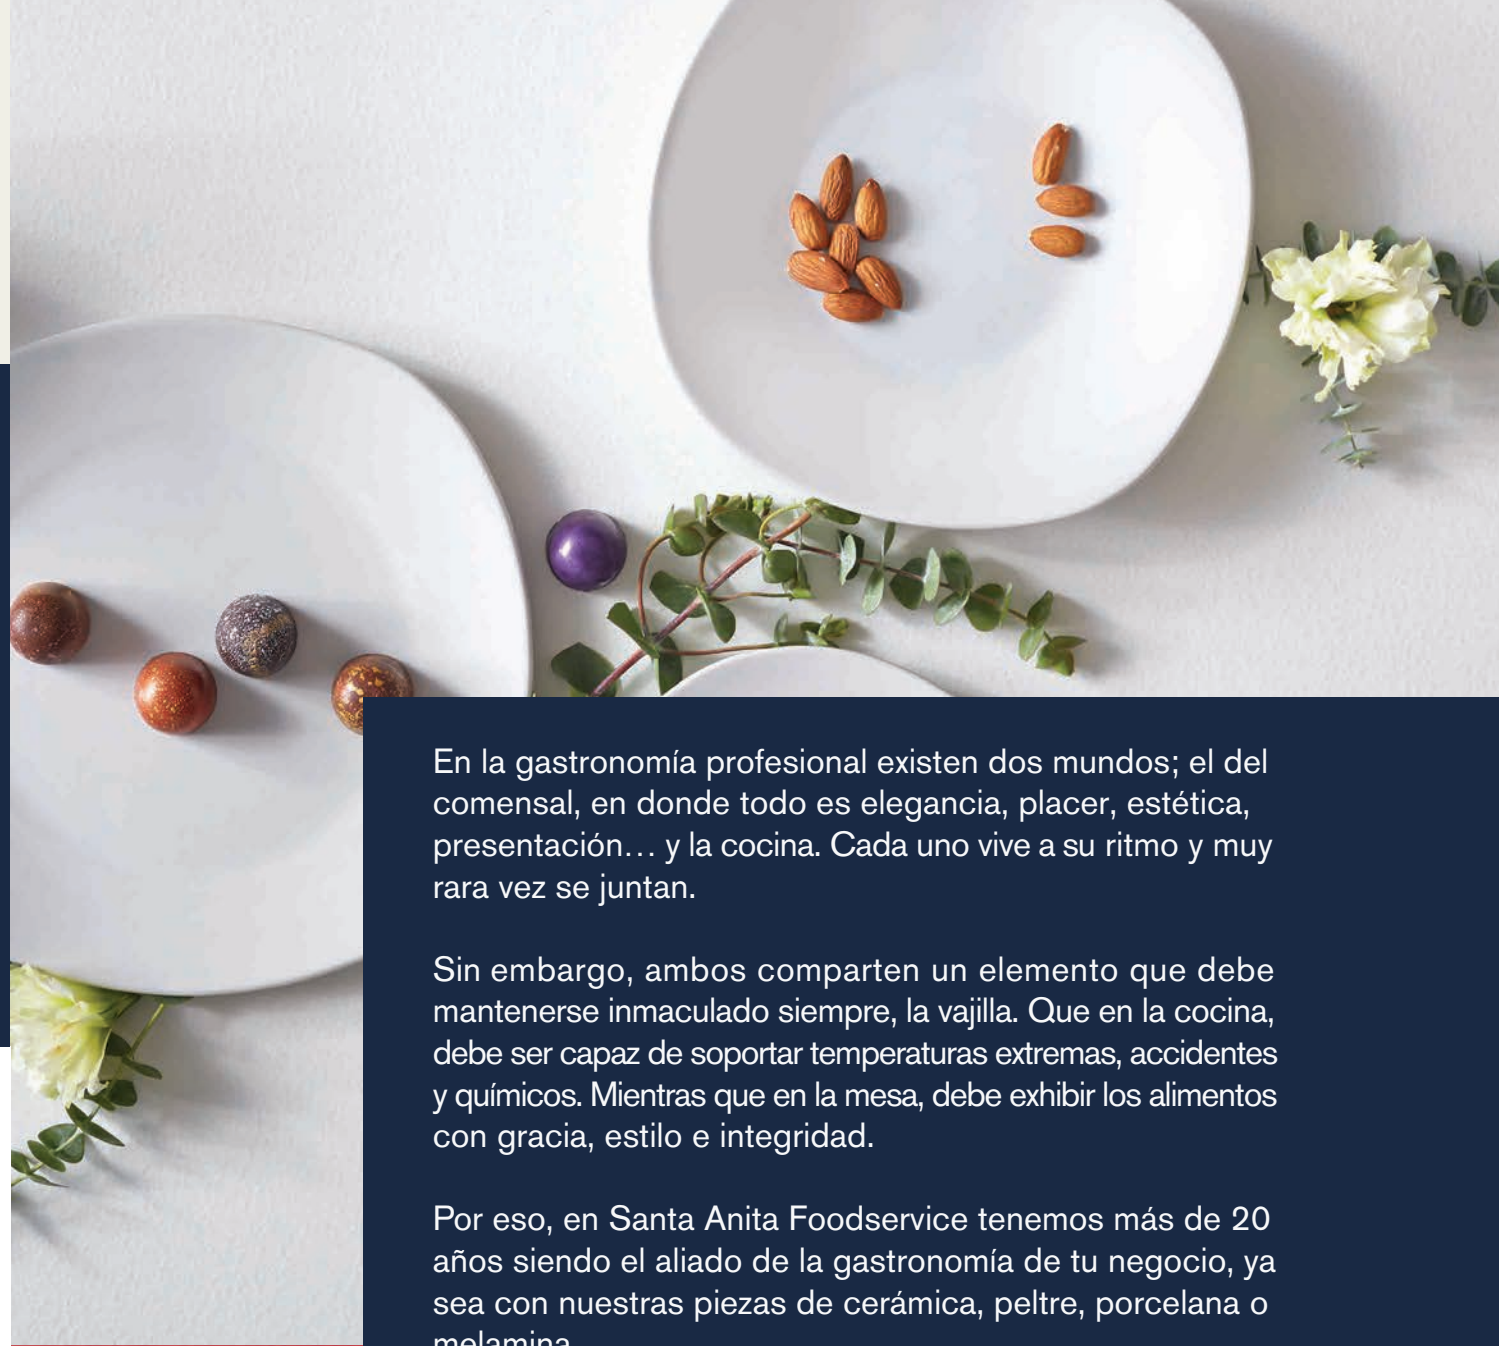 En la gastronomía profesional existen dos mundos; el del
comensal, en donde todo es elegancia, placer, estética,
presentación… y la cocina. Cada uno vive a su ritmo y muy
rara vez se juntan.
Sin embargo, ambos comparten un elemento que debe
mantenerse inmaculado siempre, la vajilla. Que en la cocina,
debe ser capaz de soportar temperaturas extremas, accidentes
y químicos. Mientras que en la mesa, debe exhibir los alimentos
con gracia, estilo e integridad.
Por eso, en Santa Anita Foodservice tenemos más de 20
años siendo el aliado de la gastronomía de tu negocio, ya
sea con nuestras piezas de cerámica, peltre, porcelana o
melamina.